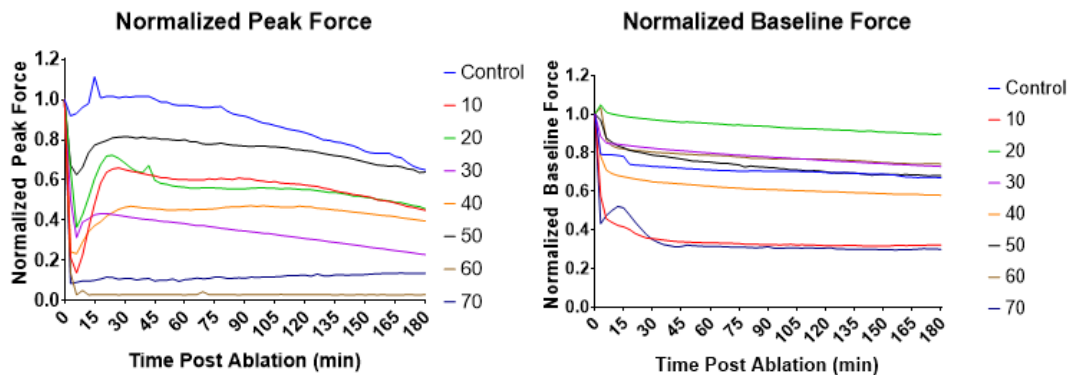 Normalized Peak Force
Normalized Peak Force
1.2
1.0
0.8
0.6
0.4
0.2
0.0
0 15 30 45 60 75 90 105 120 135 150 165 180
Time Post Ablation (min)
Control
10
20
30
40
50
60
70
Normalized Baseline Force
Normalized Baseline Force
1.2
1.0
0.8
0.6
0.4
0.2
0.0
0 15 30 45 60 75 90 105 120 135 150 165 180
Time Post Ablation (min)
Control
10
20
30
40
50
60
70